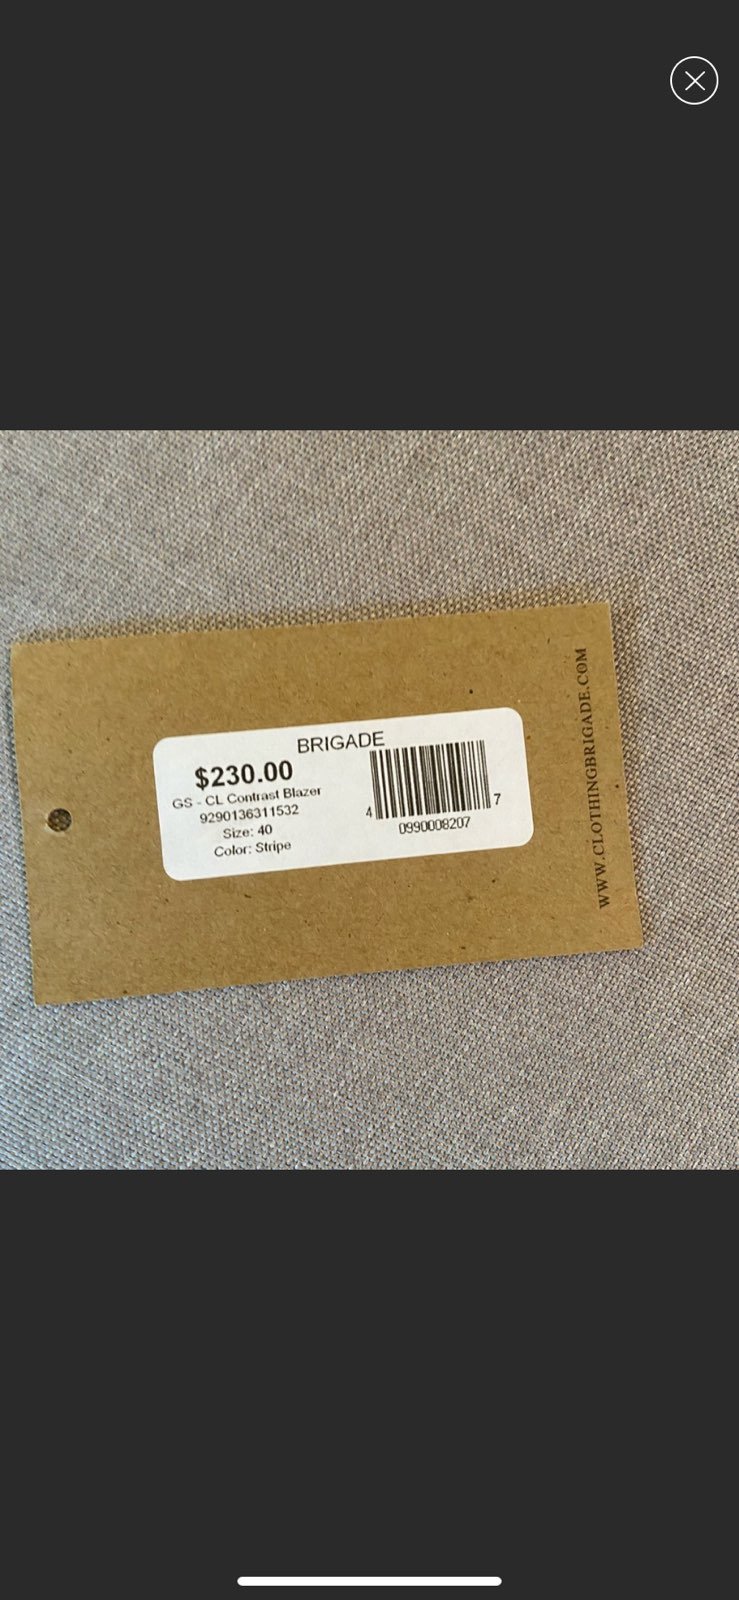 BRIGADE
$230.00
GS - CL Contrast Blazer
9290136311532
Size: 40
Color: Stripe
4 0990008207 7
WWW.CLOTHINGBRIGADE.COM